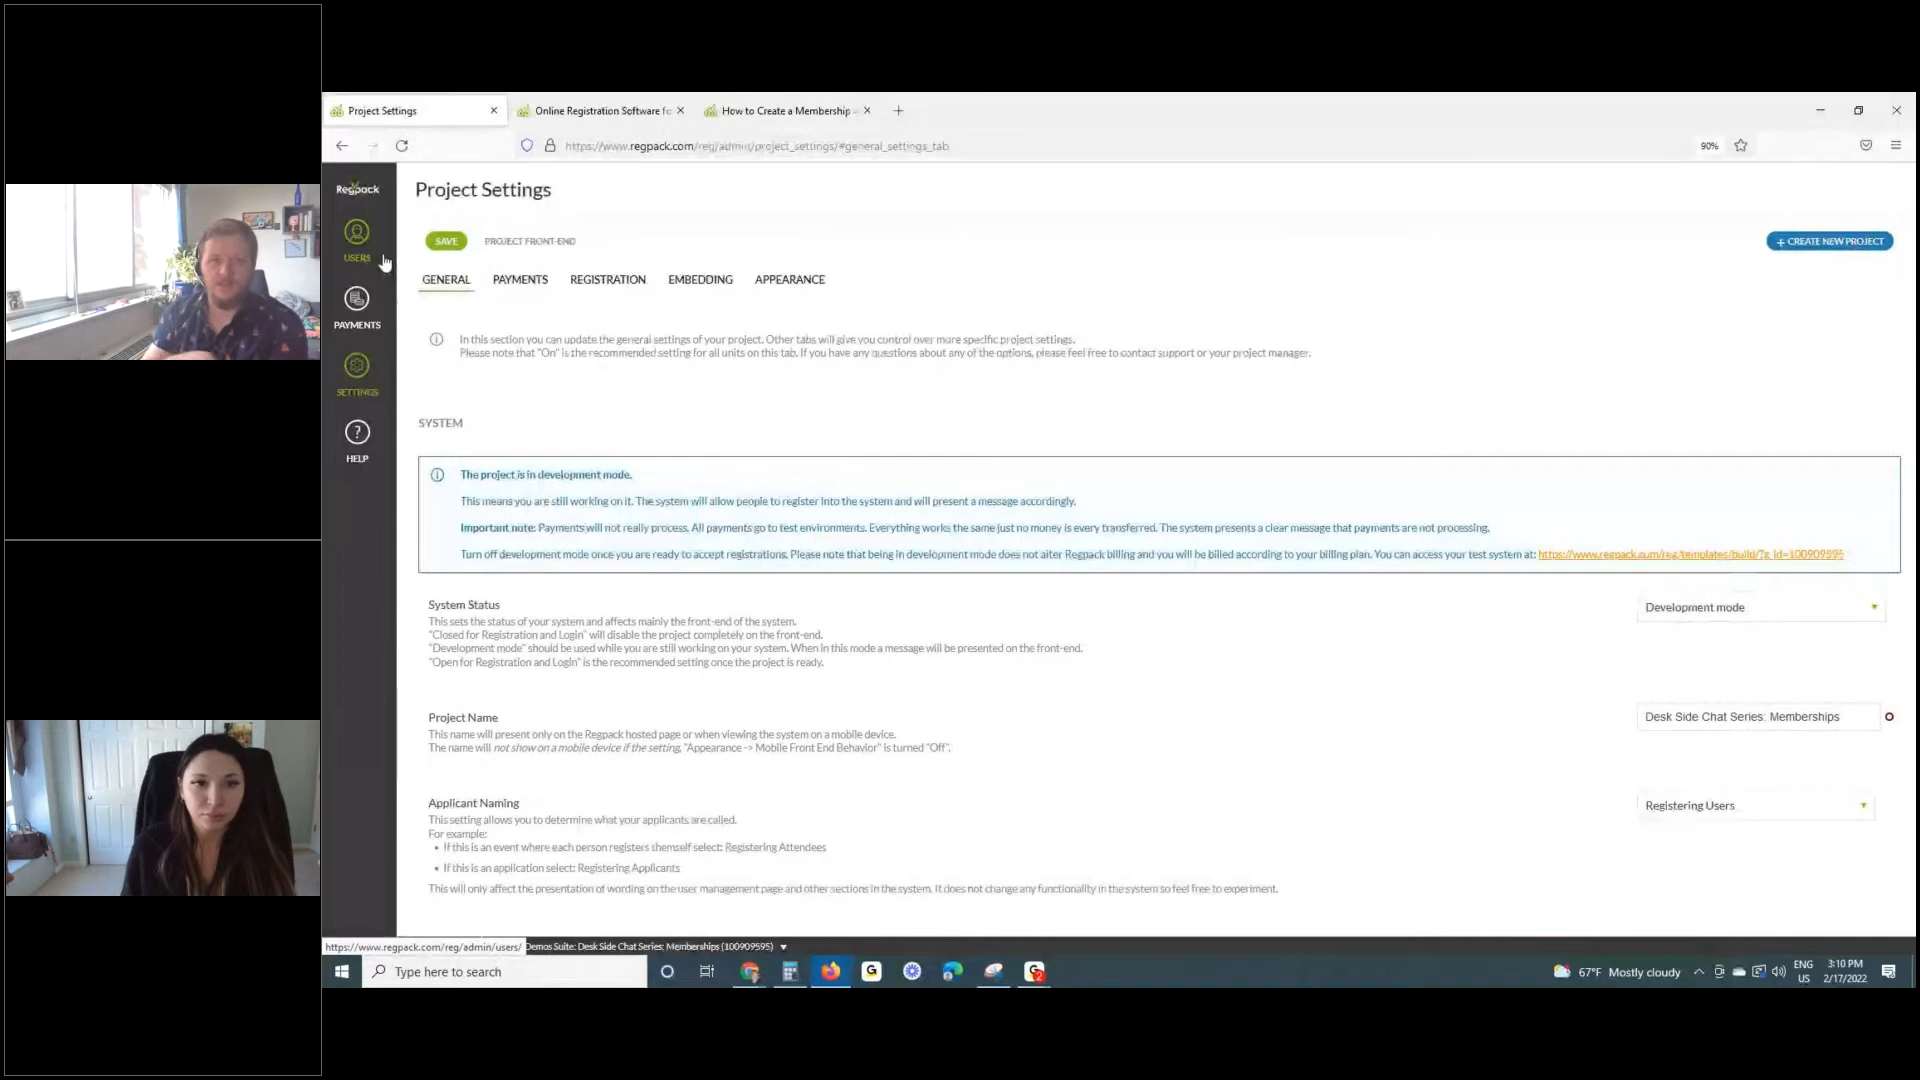 Project Settings
Online Registration Software fo
How to Create a Membership
https://www.regpack.com/reg/admin/project_settings/#general_settings_tab
90%
Regpack
USERS
PAYMENTS
SETTINGS
HELP
Project Settings
SAVE
PROJECT FRONT-END
+ CREATE NEW PROJECT
GENERAL
PAYMENTS
REGISTRATION
EMBEDDING
APPEARANCE
In this section you can update the general settings of your project. Other tabs will give you control over more specific project settings.
Please note that "On" is the recommended setting for all units on this tab. If you have any questions about any of the options, please feel free to contact support or your project manager.
SYSTEM
The project is in development mode.
This means you are still working on it. The system will allow people to register into the system and will present a message accordingly.
Important note: Payments will not really process. All payments go to test environments. Everything works the same just no money is every transferred. The system presents a clear message that payments are not processing.
Turn off development mode once you are ready to accept registrations. Please note that being in development mode does not alter Regpack billing and you will be billed according to your billing plan. You can access your test system at: https://www.regpack.com/reg/templates/build/?g_id=100909595
System Status
This sets the status of your system and affects mainly the front-end of the system.
"Closed for Registration and Login" will disable the project completely on the front-end.
"Development mode" should be used while you are still working on your system. When in this mode a message will be presented on the front-end.
"Open for Registration and Login" is the recommended setting once the project is ready.
Development mode
Project Name
This name will present only on the Regpack hosted page or when viewing the system on a mobile device.
The name will not show on a mobile device if the setting, "Appearance -> Mobile Front End Behavior" is turned "Off".
Desk Side Chat Series: Memberships
Applicant Naming
This setting allows you to determine what your applicants are called.
For example:
• If this is an event where each person registers themself select: Registering Attendees
• If this is an application select: Registering Applicants
This will only affect the presentation of wording on the user management page and other sections in the system. It does not change any functionality in the system so feel free to experiment.
Registering Users
https://www.regpack.com/reg/admin/users/
Demos Suite: Desk Side Chat Series: Memberships (100909595)
Type here to search
G
67°F Mostly cloudy
ENG
US
3:10 PM
2/17/2022